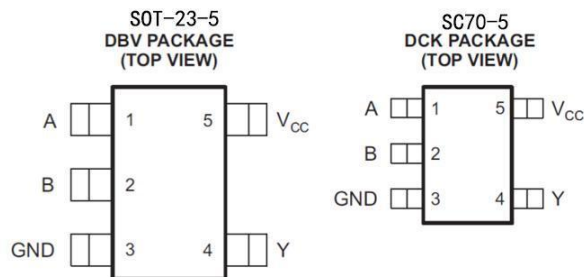 SOT-23-5
DBV PACKAGE
(TOP VIEW)
A 1 5 VCC
B 2
GND 3 4 Y
SC70-5
DCK PACKAGE
(TOP VIEW)
A 1 5 VCC
B 2
GND 3 4 Y